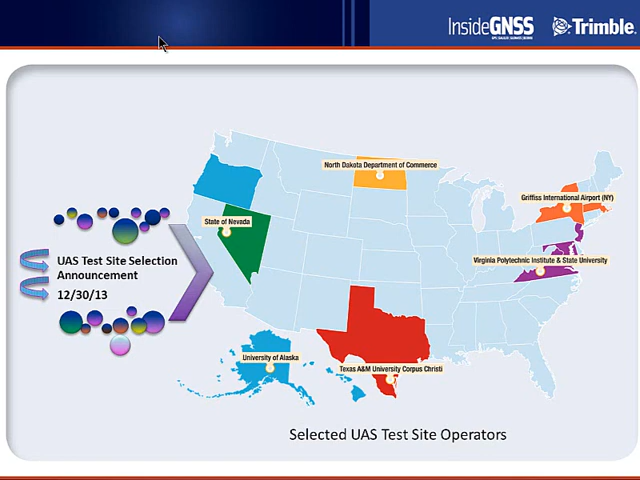 InsideGNSS
Trimble.
North Dakota Department of Commerce
Griffiss International Airport (NY)
State of Nevada
UAS Test Site Selection
Announcement
12/30/13
Virginia Polytechnic Institute & State University
University of Alaska
Texas A&M University Corpus Christi
Selected UAS Test Site Operators